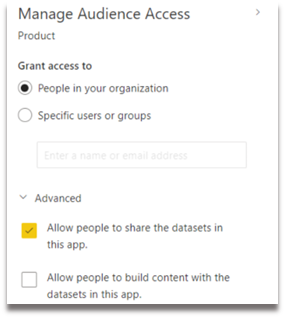 Manage Audience Access
Product
Grant access to
People in your organization
Specific users or groups
Enter a name or email address
Advanced
Allow people to share the datasets in
this app.
Allow people to build content with the
datasets in this app.